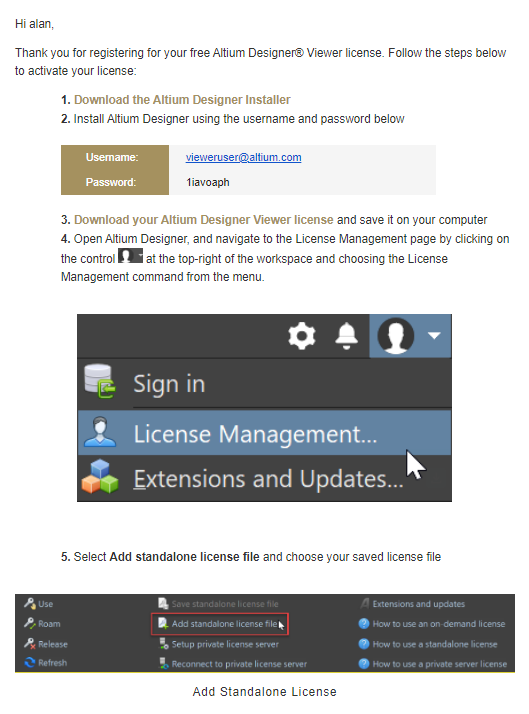 Hi alan,
Thank you for registering for your free Altium Designer® Viewer license. Follow the steps below
to activate your license:
1. Download the Altium Designer Installer
2. Install Altium Designer using the username and password below
Username: vieweruser@altium.com
Password: 1iavoaph
3. Download your Altium Designer Viewer license and save it on your computer
4. Open Altium Designer, and navigate to the License Management page by clicking on
the control at the top-right of the workspace and choosing the License
Management command from the menu.
Sign in
License Management...
Extensions and Updates...
5. Select Add standalone license file and choose your saved license file
Use Save standalone license file Extensions and updates
Roam Add standalone license file How to use an on-demand license
Release Setup private license server How to use a standalone license
Refresh Reconnect to private license server How to use a private server license
Add Standalone License